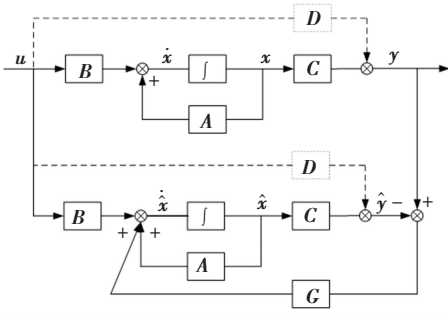 D
u B ẋ ∫ x C y
+
A
D
B x̂̇ ∫ x̂ C ŷ − +
+ +
A
G